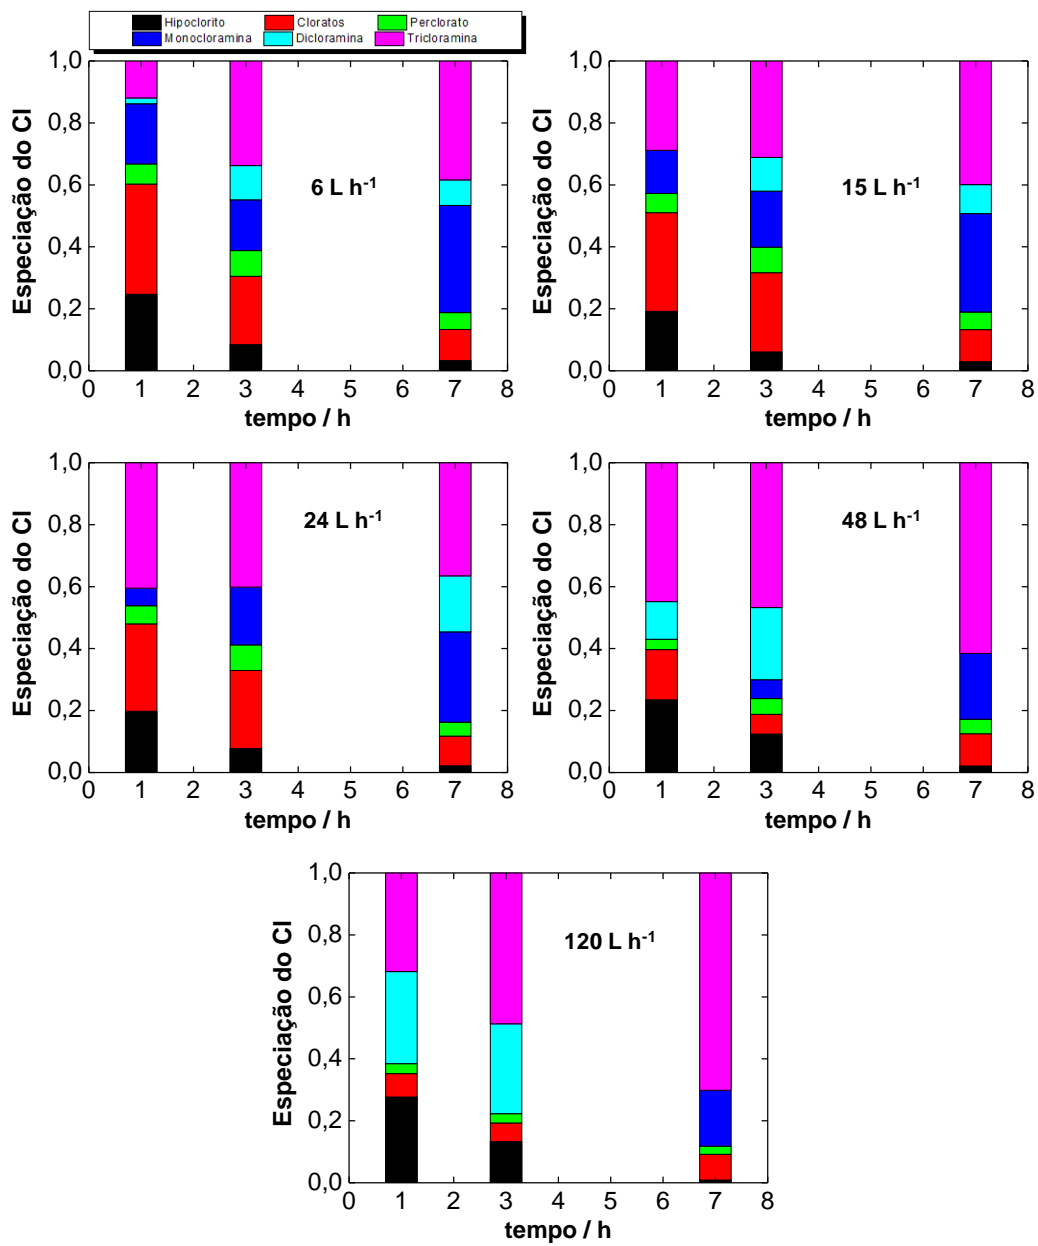 Hipoclorito Cloratos Perclorato
Monocloramina Dicloramina Tricloramina
1,0
0,8
0,6
0,4
0,2
0,0
Especiação do Cl
6 L h-1
0 1 2 3 4 5 6 7 8
tempo / h
1,0
0,8
0,6
0,4
0,2
0,0
Especiação do Cl
15 L h-1
0 1 2 3 4 5 6 7 8
tempo / h
1,0
0,8
0,6
0,4
0,2
0,0
Especiação do Cl
24 L h-1
0 1 2 3 4 5 6 7 8
tempo / h
1,0
0,8
0,6
0,4
0,2
0,0
Especiação do Cl
48 L h-1
0 1 2 3 4 5 6 7 8
tempo / h
1,0
0,8
0,6
0,4
0,2
0,0
Especiação do Cl
120 L h-1
0 1 2 3 4 5 6 7 8
tempo / h